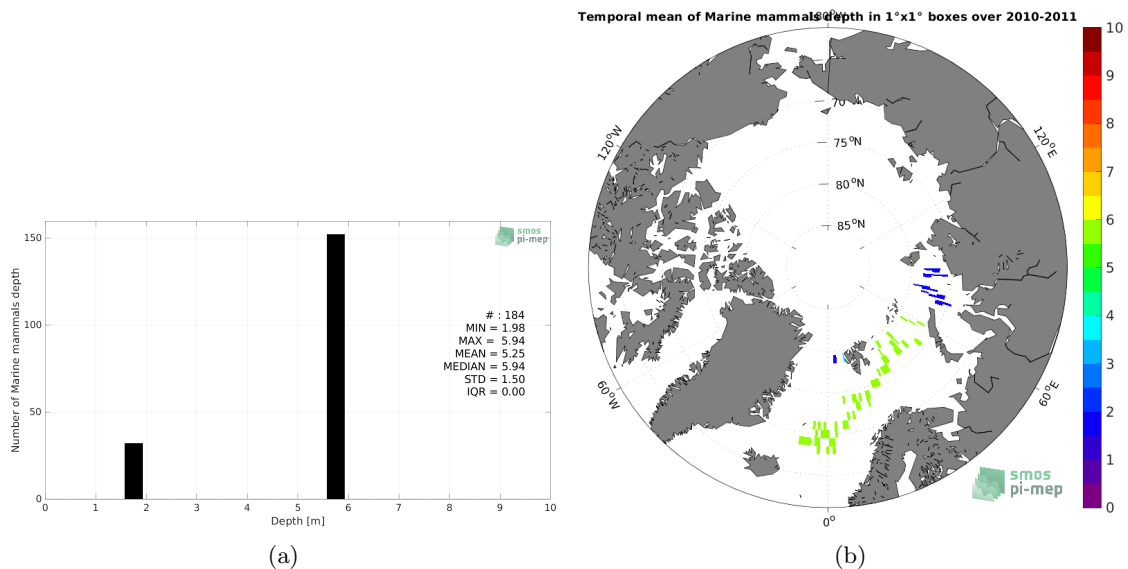 150
100
50
0
Number of Marine mammals depth
0 1 2 3 4 5 6 7 8 9 10
Depth [m]
smos
pi-mep
# : 184
MIN = 1.98
MAX = 5.94
MEAN = 5.25
MEDIAN = 5.94
STD = 1.50
IQR = 0.00
(a)
Temporal mean of Marine mammals depth in 1°x1° boxes over 2010-2011
180°W
120°W
120°E
60°W
60°E
0°
70
75°N
80°N
85°N
10
9
8
7
6
5
4
3
2
1
0
smos
pi-mep
(b)